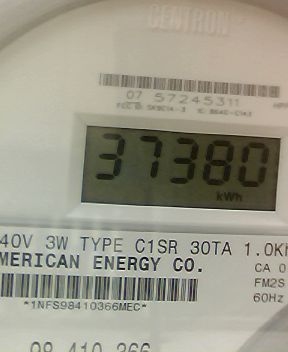 CENTRON
07 57245311
37380
kWh
40V 3W TYPE C1SR 30TA 1.0K
MERICAN ENERGY CO.
CA 0
FM2S
60Hz
*1NFS98410366MEC*
98 410 366